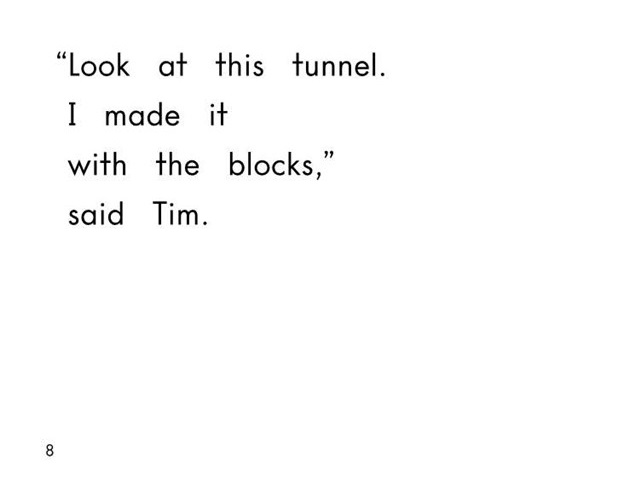 “Look at this tunnel.
I made it
with the blocks,”
said Tim.
8